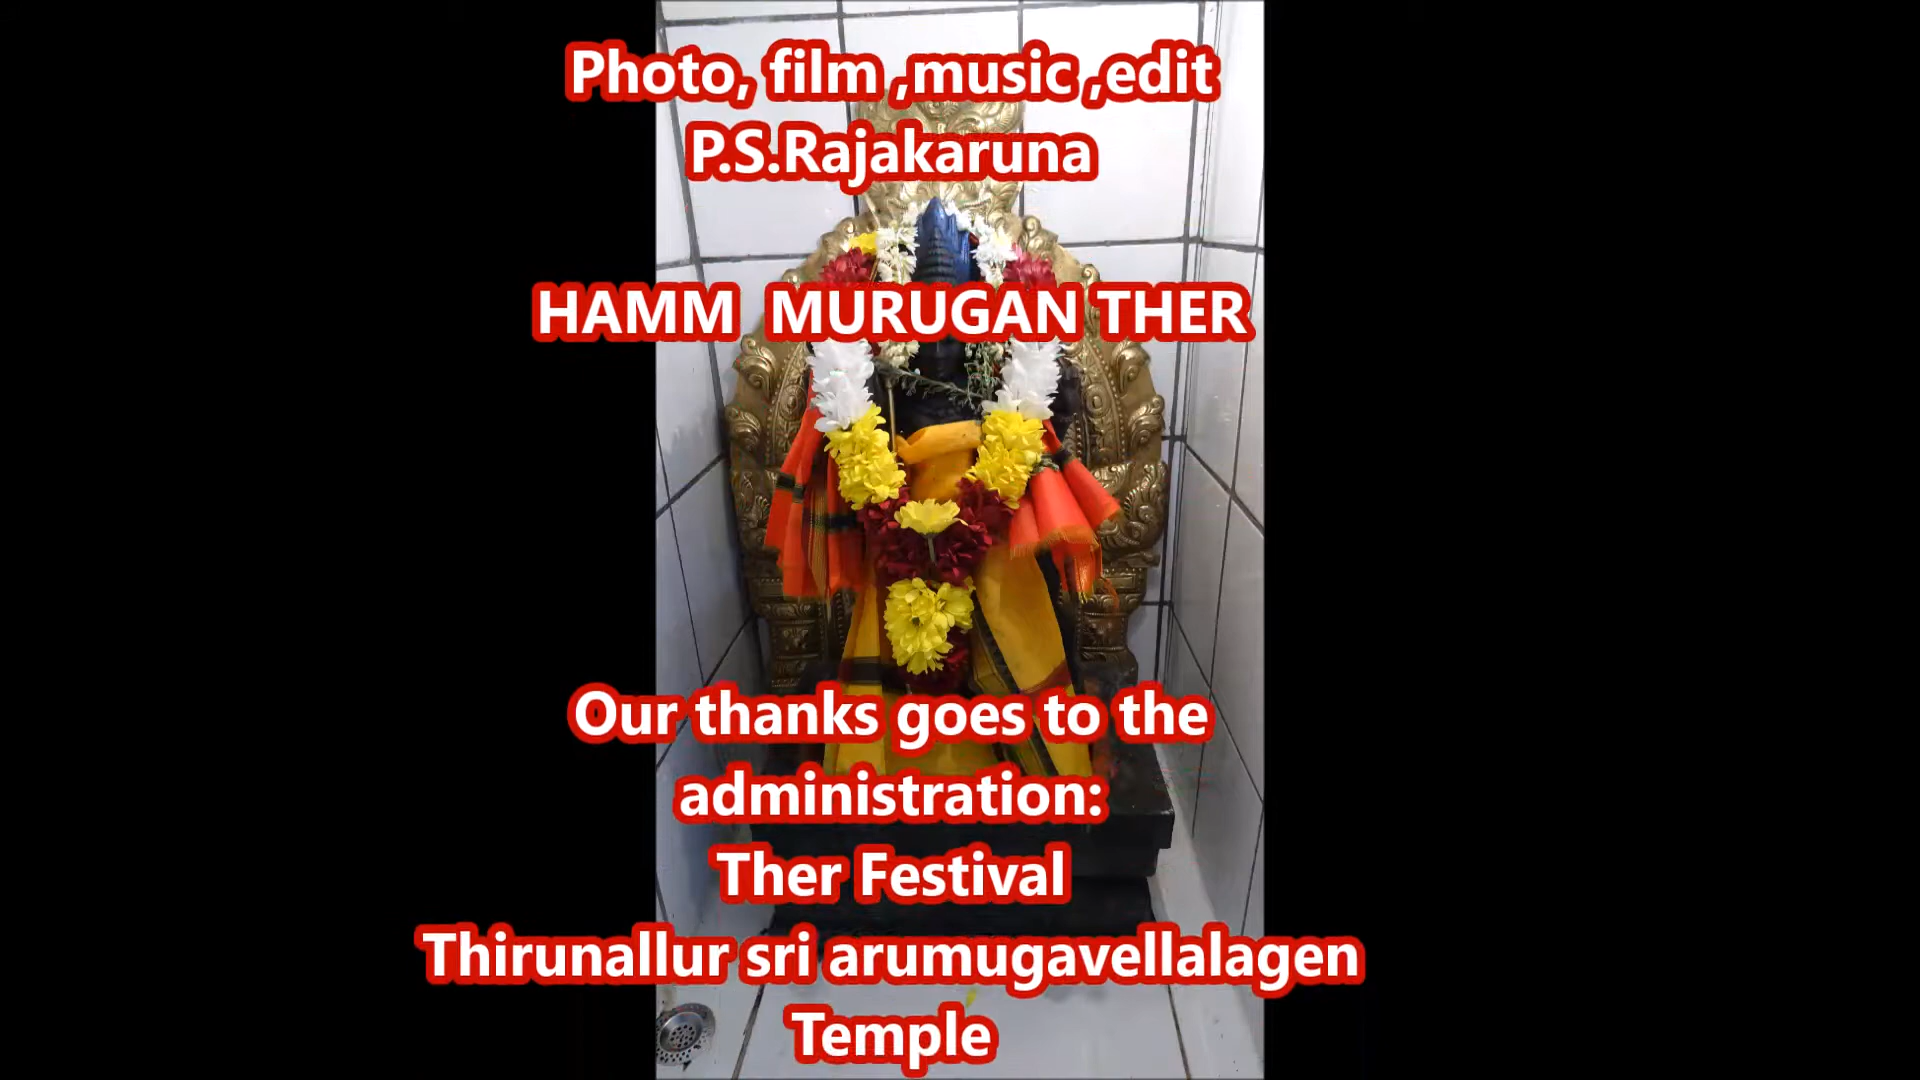 Photo, film ,music ,edit
P.S.Rajakaruna
HAMM MURUGAN THER
Our thanks goes to the
administration:
Ther Festival
Thirunallur sri arumugavellalagen
Temple